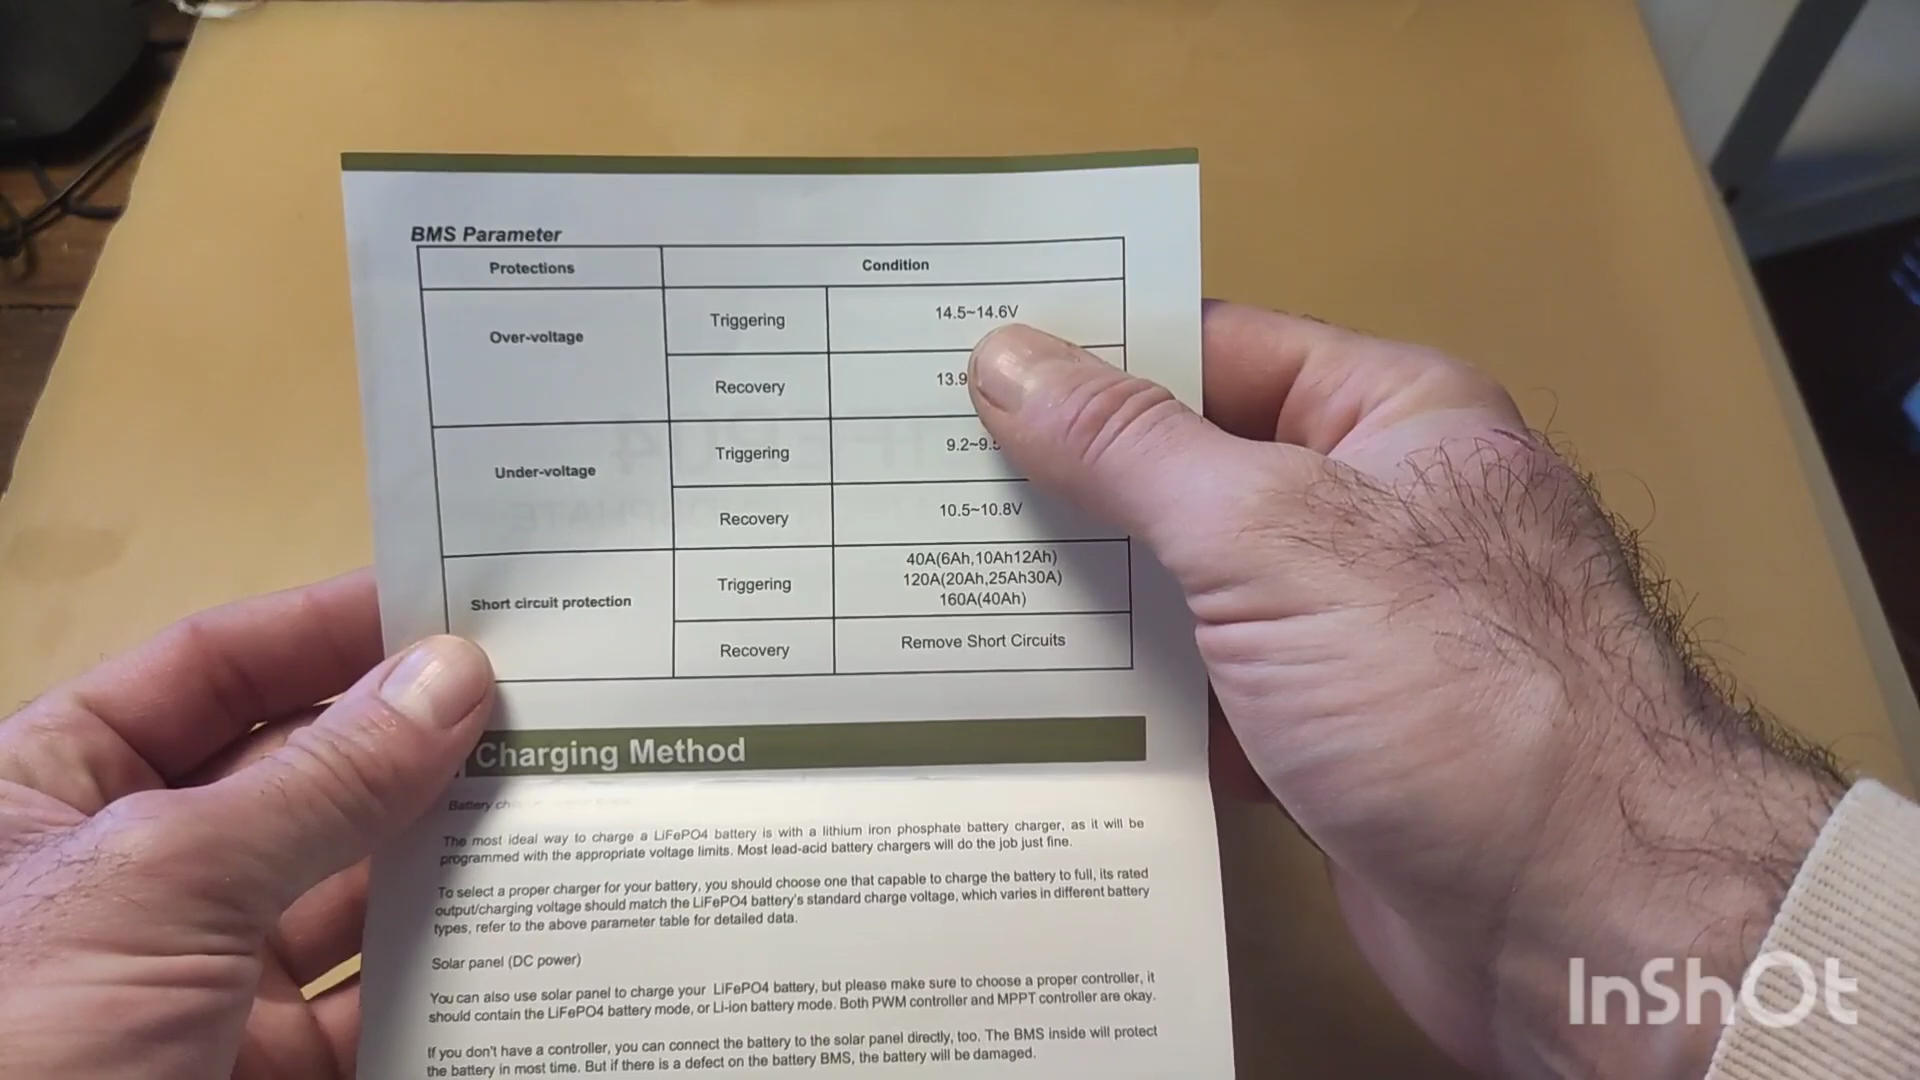 BMS Parameter
Protections Condition
Over-voltage Triggering 14.5~14.6V
Recovery 13.9
Under-voltage Triggering 9.2~9.
Recovery 10.5~10.8V
Short circuit protection Triggering 40A(6Ah,10Ah12Ah)
120A(20Ah,25Ah30A)
160A(40Ah)
Recovery Remove Short Circuits
Charging Method
Battery
The most ideal way to charge a LiFePO4 battery is with a lithium iron phosphate battery charger, as it will be
programmed with the appropriate voltage limits. Most lead-acid battery chargers will do the job just fine.
To select a proper charger for your battery, you should choose one that capable to charge the battery to full, its rated
output/charging voltage should match the LiFePO4 battery's standard charge voltage, which varies in different battery
types, refer to the above parameter table for detailed data.
Solar panel (DC power)
You can also use solar panel to charge your LiFePO4 battery, but please make sure to choose a proper controller, it
should contain the LiFePO4 battery mode, or Li-ion battery mode. Both PWM controller and MPPT controller are okay.
If you don't have a controller, you can connect the battery to the solar panel directly, too. The BMS inside will protect
the battery in most time. But if there is a defect on the battery BMS, the battery will be damaged.
InShOt